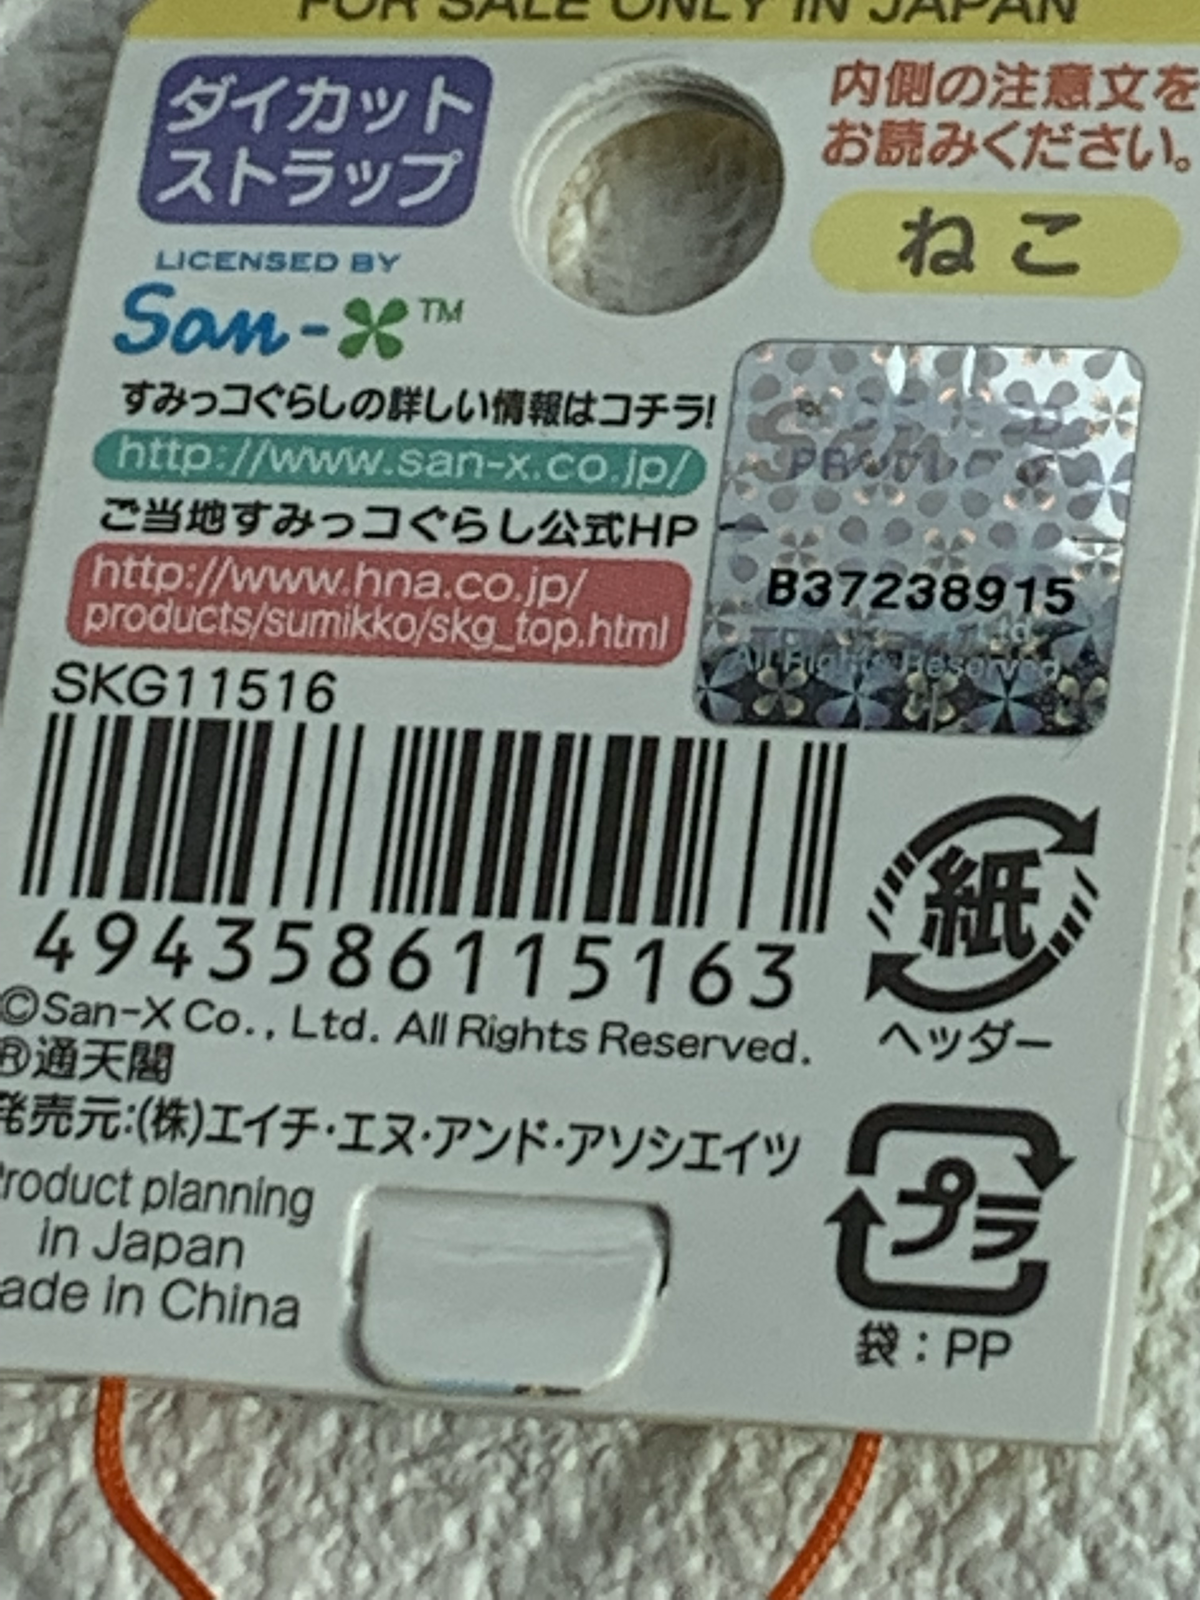 FOR SALE ONLY IN JAPAN
ダイカット
ストラップ
内側の注意文を
お読みください。
ねこ
LICENSED BY
San-X™
すみっコぐらしの詳しい情報はコチラ!
http://www.san-x.co.jp/
ご当地すみっコぐらし公式HP
http://www.hna.co.jp/
products/sumikko/skg_top.html
B37238915
Ltd
All Rights Reserved
SKG11516
4943586115163
紙
ヘッダー
©San-X Co., Ltd. All Rights Reserved.
®通天閣
発売元:(株)エイチ・エヌ・アンド・アソシエイツ
Product planning
in Japan
ade in China
プラ
袋:PP